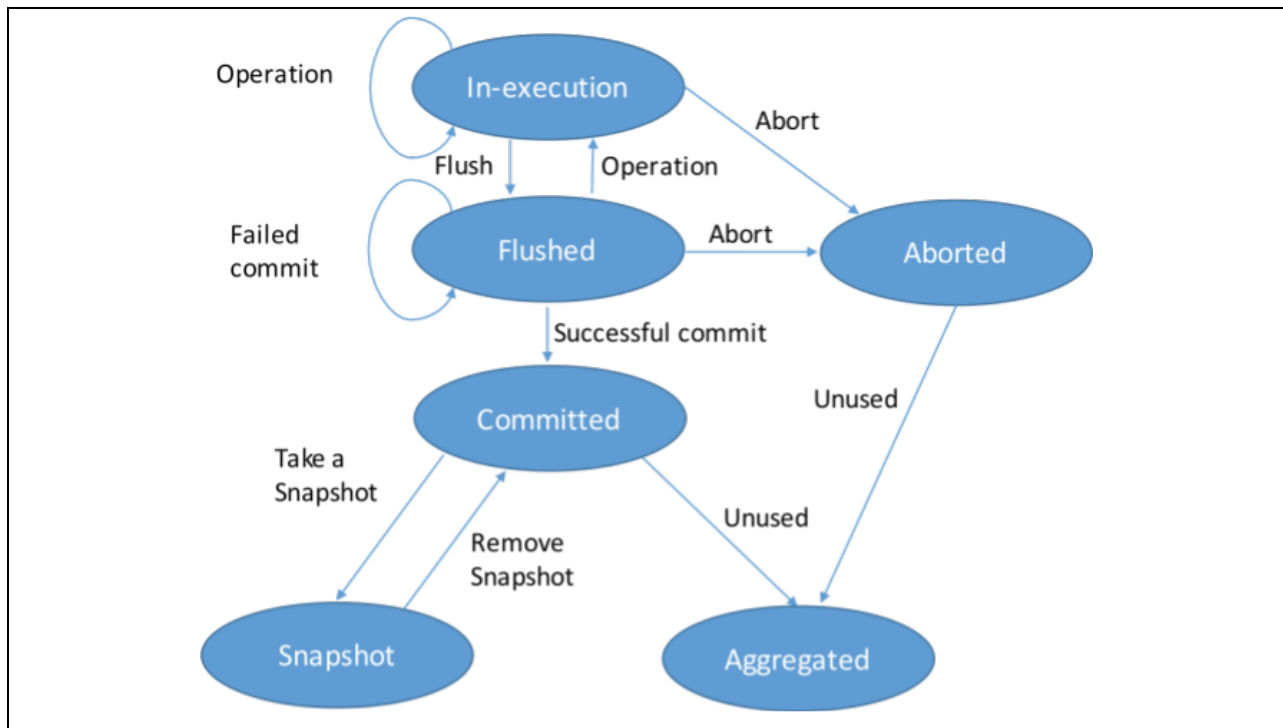 Operation
In-execution
Abort
Flush
Operation
Failed
commit
Flushed
Abort
Aborted
Successful commit
Committed
Unused
Take a
Snapshot
Unused
Remove
Snapshot
Snapshot
Aggregated